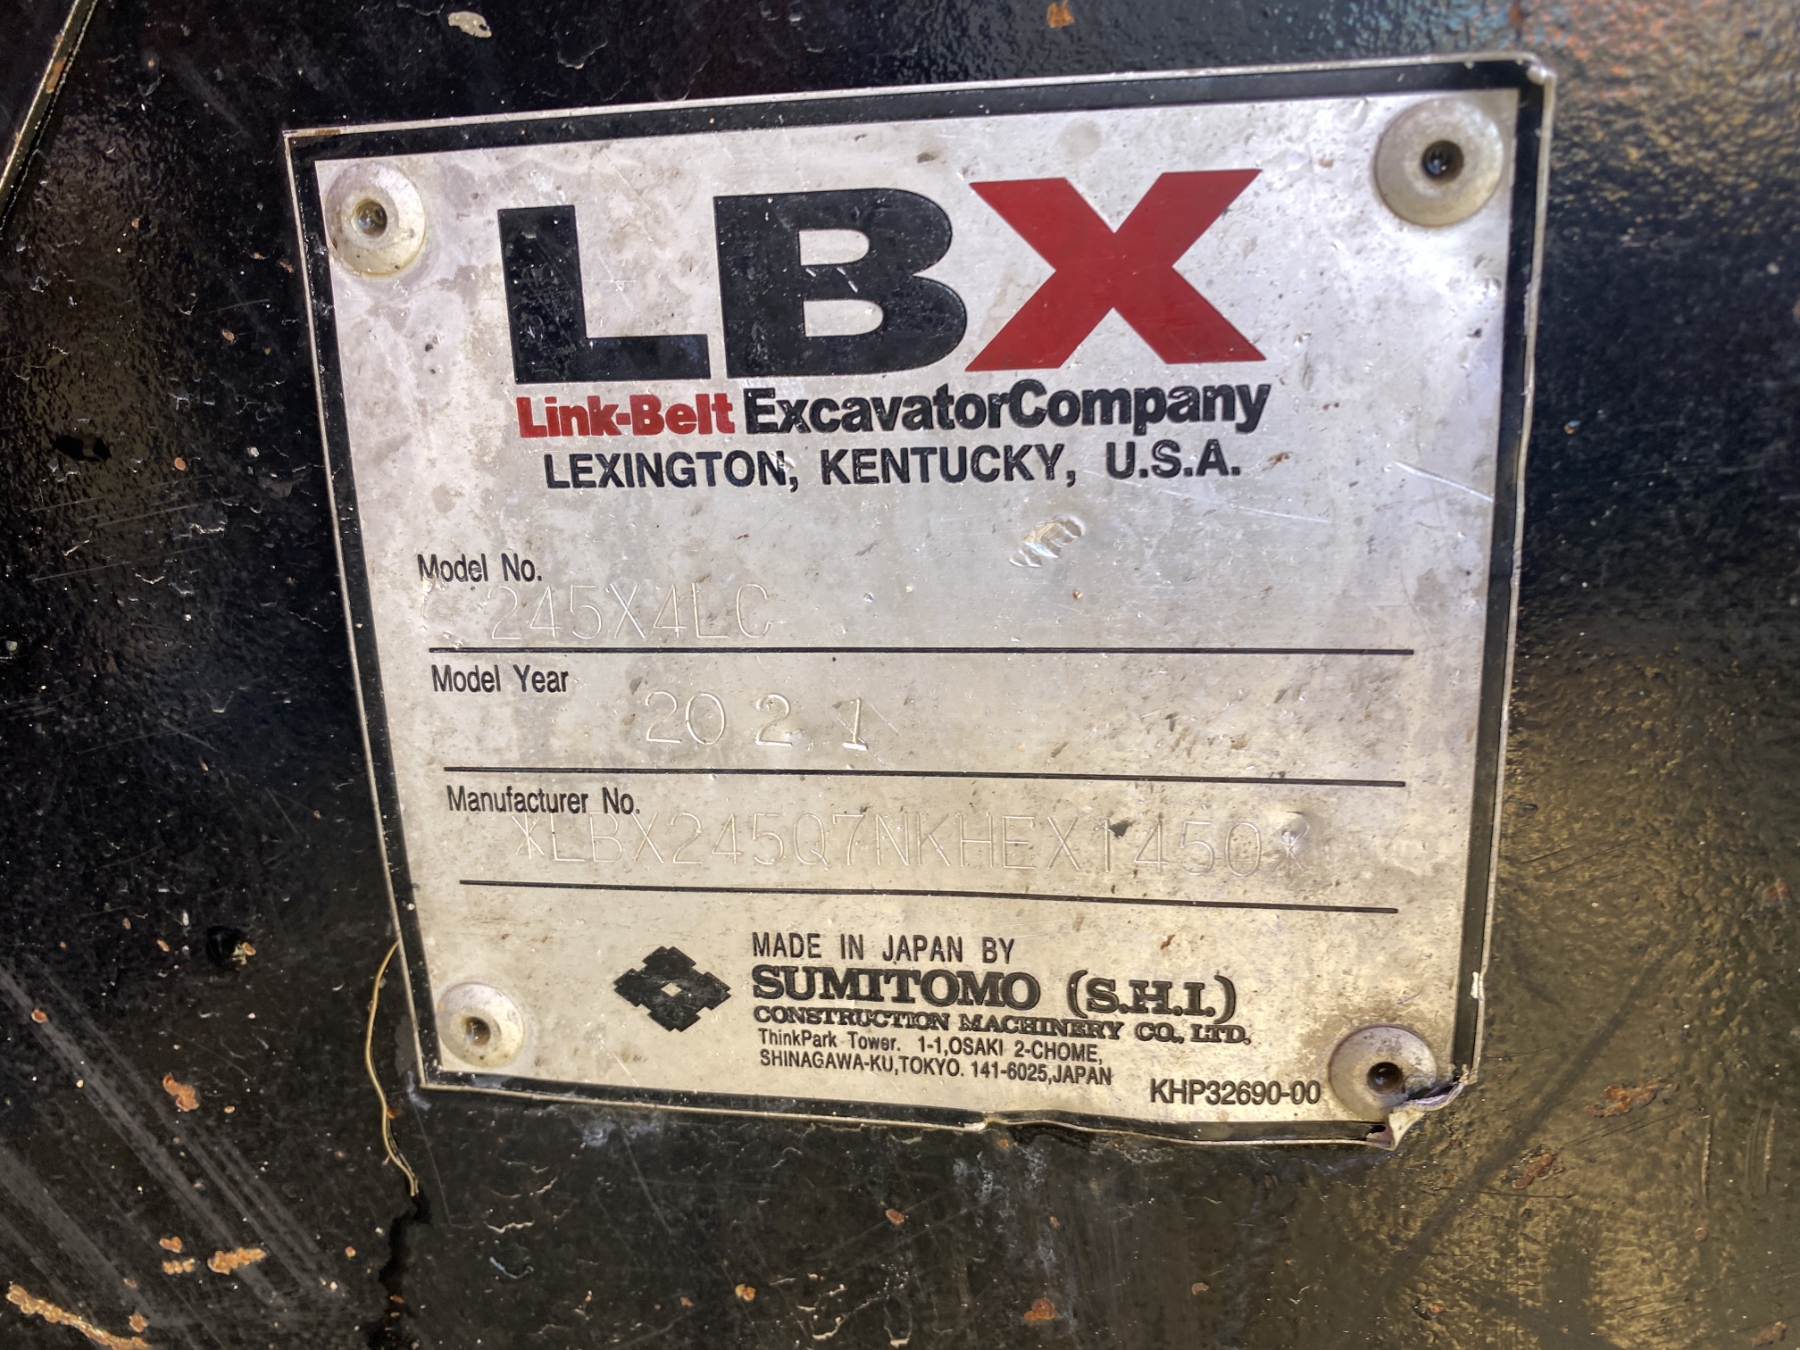 LBX
Link-Belt ExcavatorCompany
LEXINGTON, KENTUCKY, U.S.A.
Model No.
245X4LC
Model Year
2021
Manufacturer No.
*LBX245Q7NKHEX1450*
MADE IN JAPAN BY
SUMITOMO (S.H.I.)
CONSTRUCTION MACHINERY CO., LTD.
ThinkPark Tower. 1-1,OSAKI 2-CHOME,
SHINAGAWA-KU,TOKYO. 141-6025,JAPAN
KHP32690-00